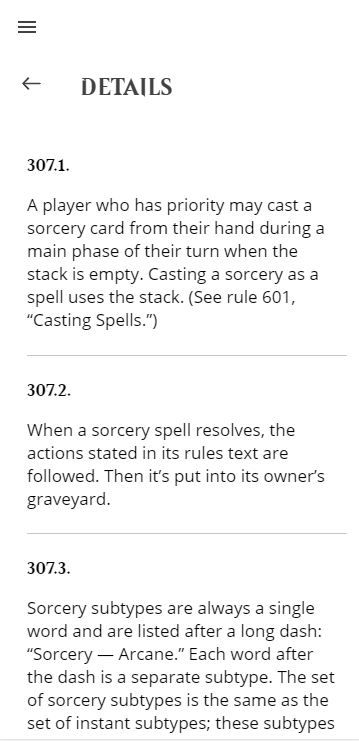 DETAILS
307.1.
A player who has priority may cast a
sorcery card from their hand during a
main phase of their turn when the
stack is empty. Casting a sorcery as a
spell uses the stack. (See rule 601,
“Casting Spells.”)
307.2.
When a sorcery spell resolves, the
actions stated in its rules text are
followed. Then it’s put into its owner’s
graveyard.
307.3.
Sorcery subtypes are always a single
word and are listed after a long dash:
“Sorcery — Arcane.” Each word after
the dash is a separate subtype. The set
of sorcery subtypes is the same as the
set of instant subtypes; these subtypes